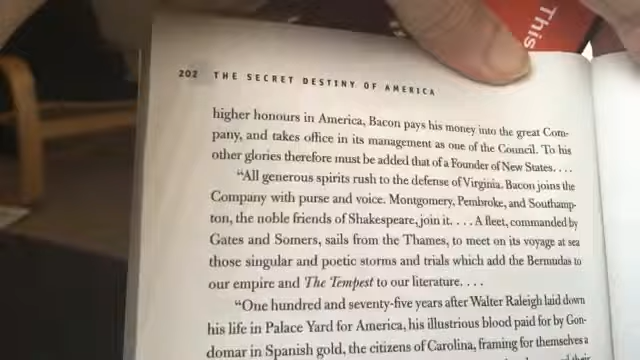 This
202 THE SECRET DESTINY OF AMERICA
higher honours in America, Bacon pays his money into the great Com-
pany, and takes office in its management as one of the Council. To his
other glories therefore must be added that of a Founder of New States. . . .
"All generous spirits rush to the defense of Virginia. Bacon joins the
Company with purse and voice. Montgomery, Pembroke, and Southamp-
ton, the noble friends of Shakespeare, join it. . . . A fleet, commanded by
Gates and Somers, sails from the Thames, to meet on its voyage at sea
those singular and poetic storms and trials which add the Bermudas to
our empire and The Tempest to our literature. . . .
"One hundred and seventy-five years after Walter Raleigh laid down
his life in Palace Yard for America, his illustrious blood paid for by Gon-
domar in Spanish gold, the citizens of Carolina, framing for themselves a
their